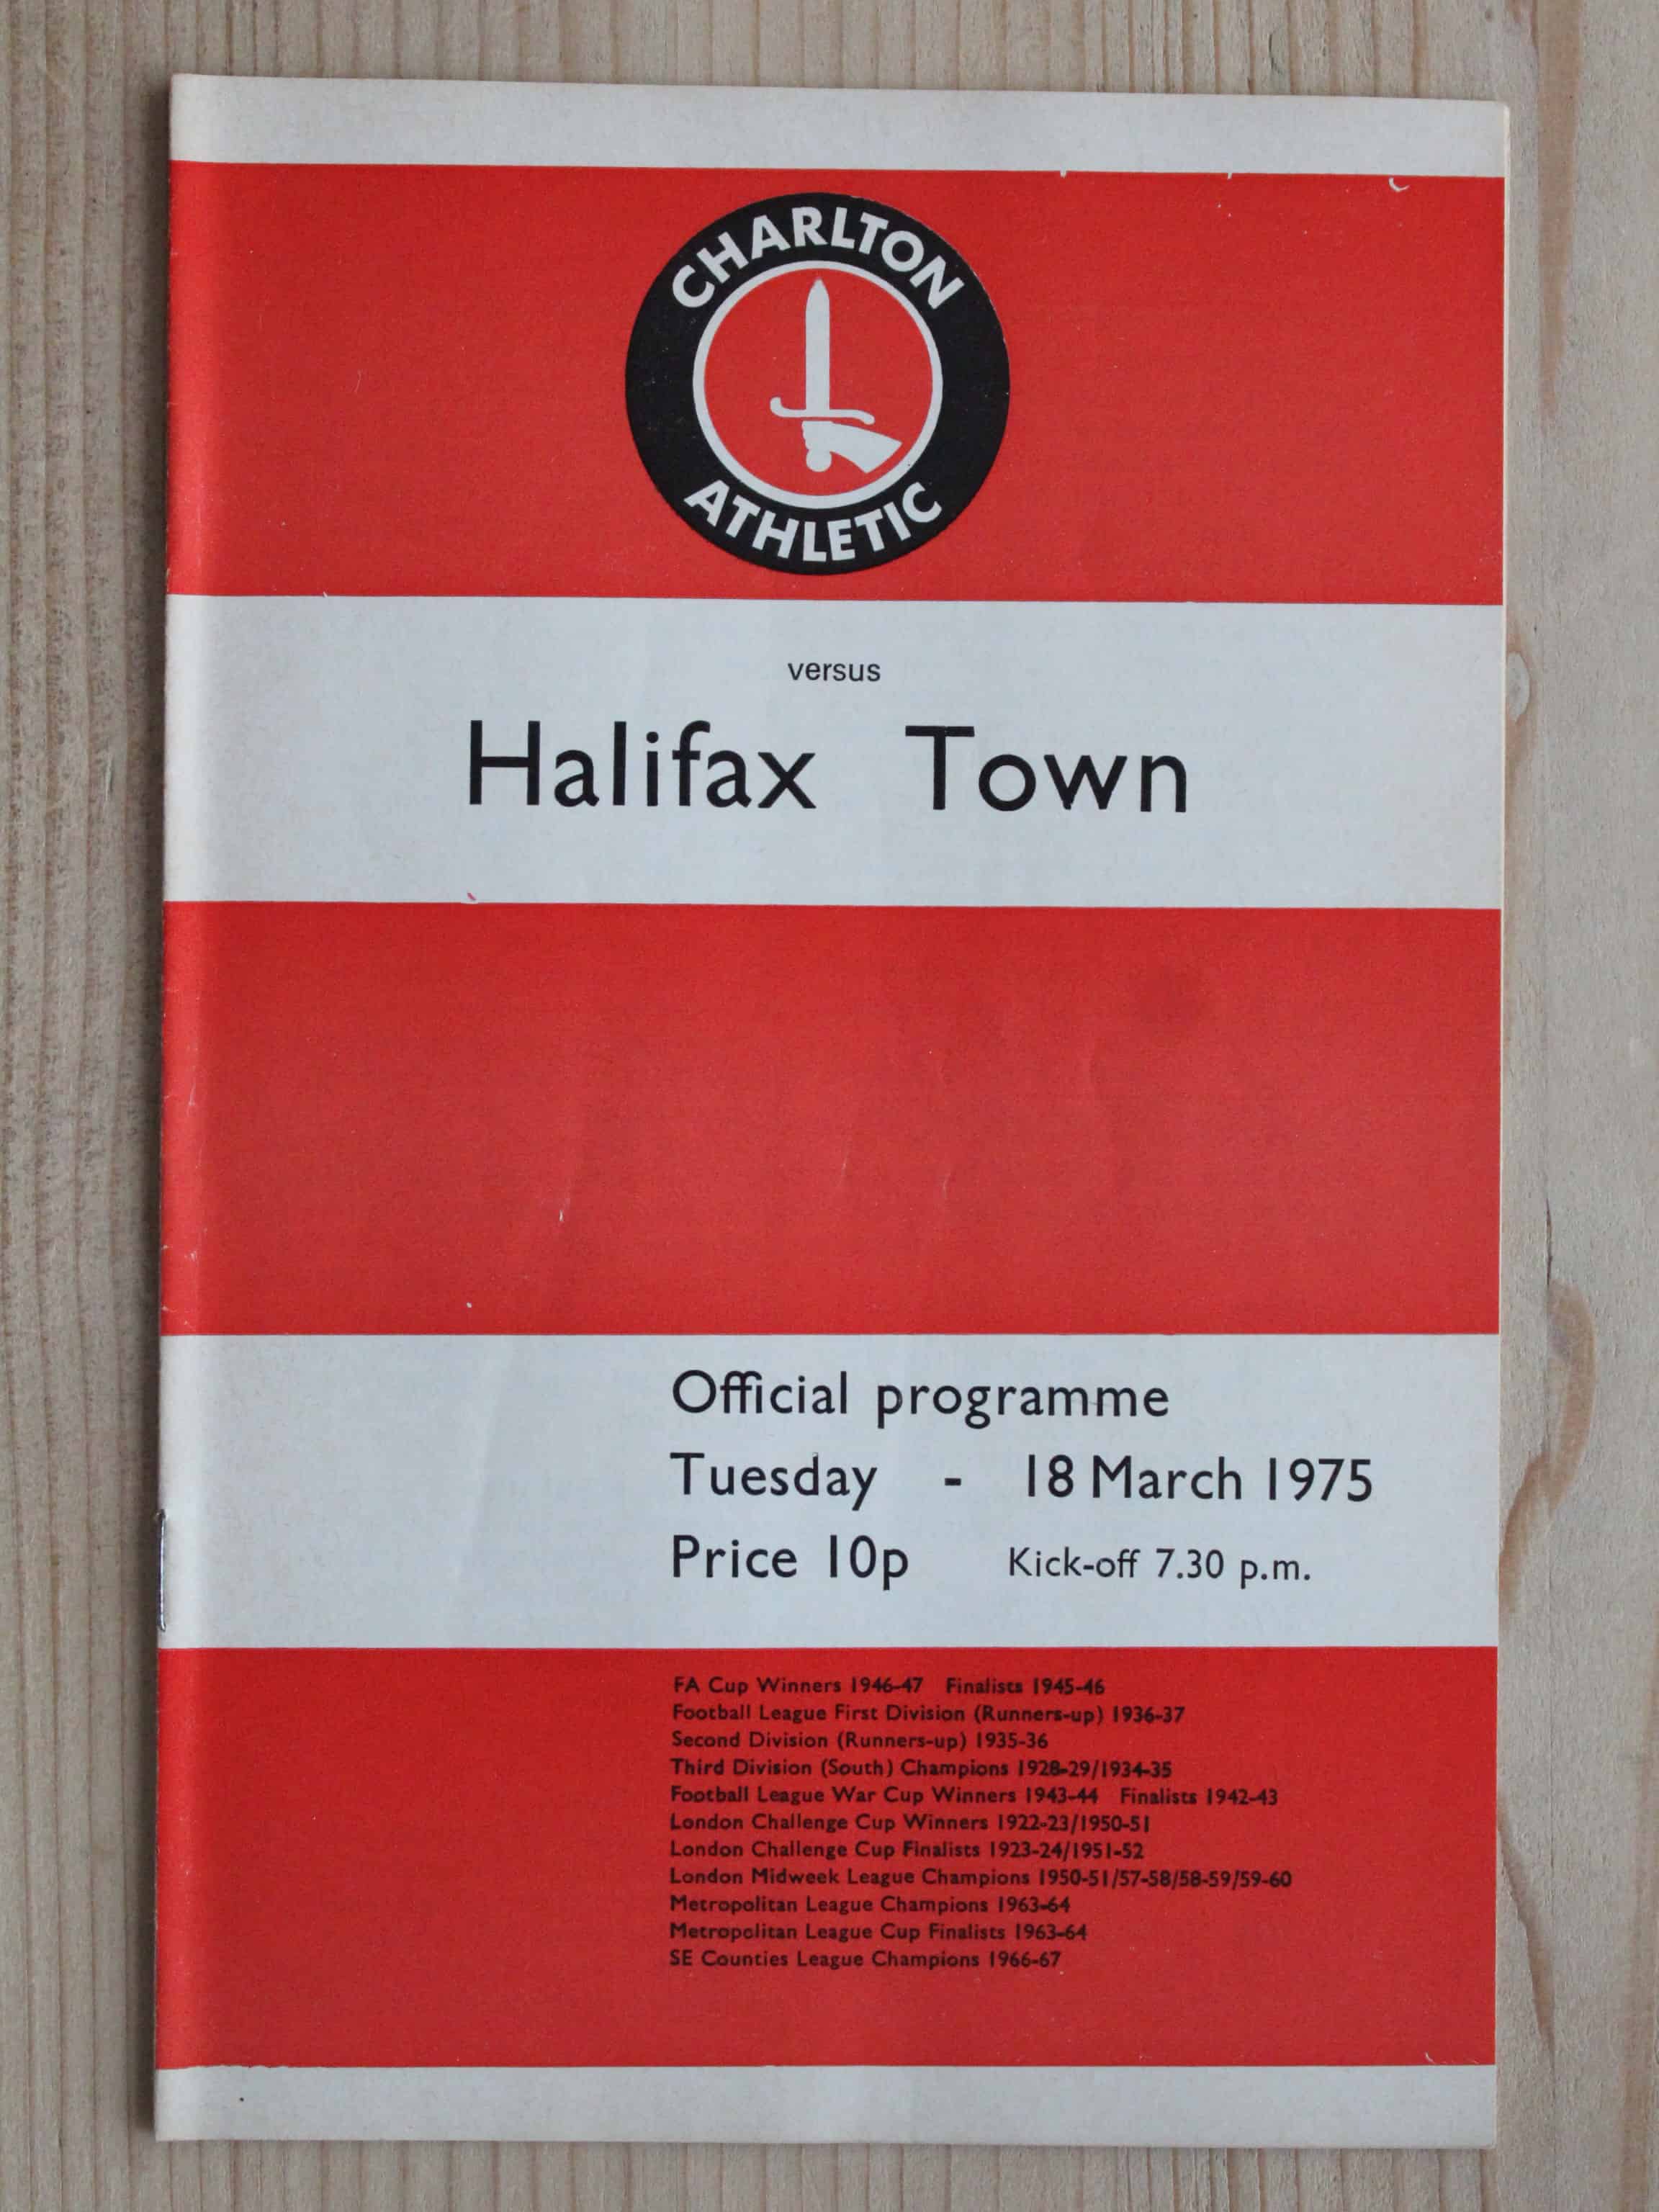 CHARLTON
ATHLETIC
versus
Halifax Town
Official programme
Tuesday - 18 March 1975
Price 10p Kick-off 7.30 p.m.
FA Cup Winners 1946-47 Finalists 1945-46
Football League First Division (Runners-up) 1936-37
Second Division (Runners-up) 1935-36
Third Division (South) Champions 1928-29/1934-35
Football League War Cup Winners 1943-44 Finalists 1942-43
London Challenge Cup Winners 1922-23/1950-51
London Challenge Cup Finalists 1923-24/1951-52
London Midweek League Champions 1950-51/57-58/58-59/59-60
Metropolitan League Champions 1963-64
Metropolitan League Cup Finalists 1963-64
SE Counties League Champions 1966-67